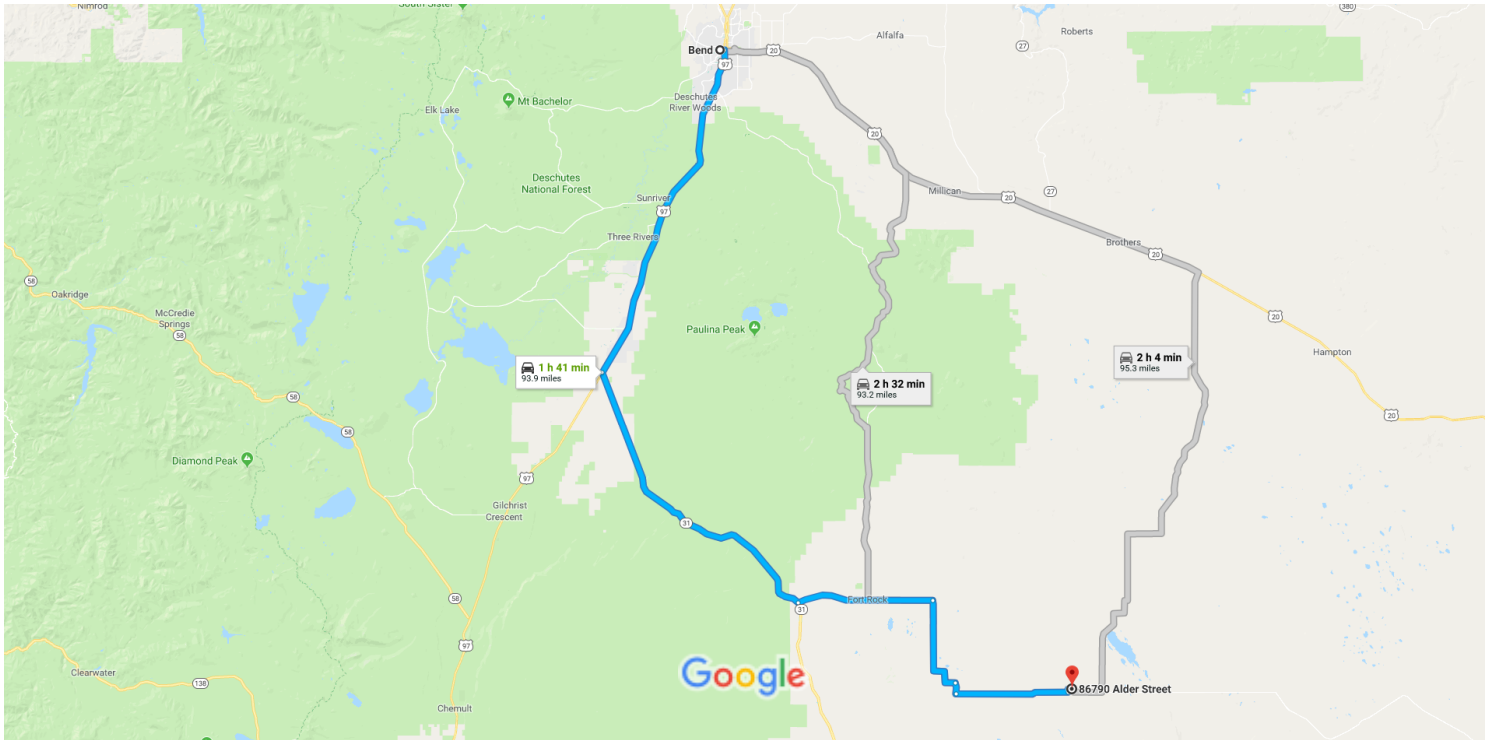 Nimrod
South Sister
380
Bend
20
Alfalfa
Roberts
27
97
Mt Bachelor
Elk Lake
Deschutes
River Woods
20
Deschutes
National Forest
Sunriver
97
Millican
20
27
Three Rivers
Brothers
20
58
Oakridge
McCredie
Springs
58
Paulina Peak
20
Hampton
1 h 41 min
93.9 miles
2 h 32 min
93.2 miles
2 h 4 min
95.3 miles
58
20
58
Diamond Peak
97
Gilchrist
Crescent
31
58
Fort Rock
31
97
Clearwater
138
Google
86790 Alder Street
Chemult